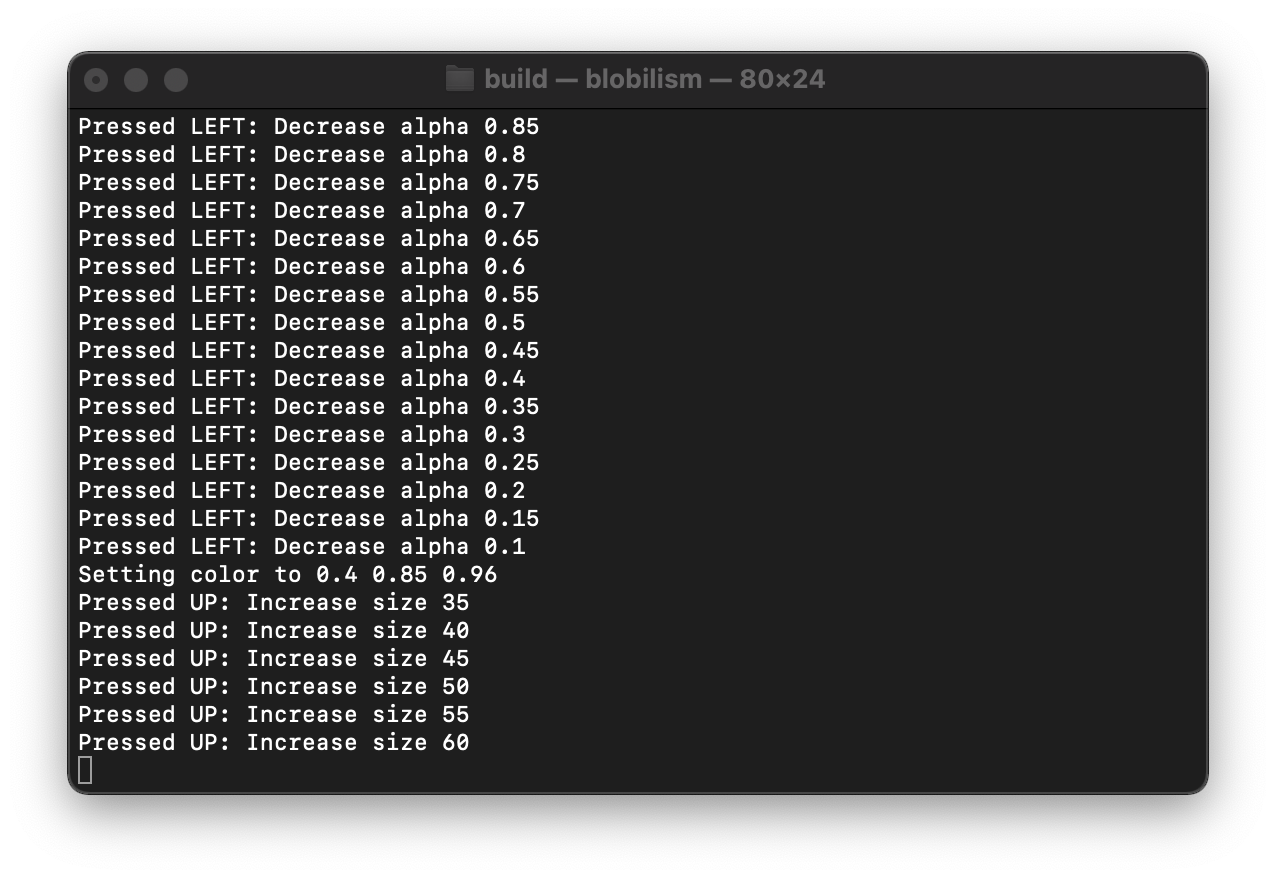 build — blobilism — 80×24
Pressed LEFT: Decrease alpha 0.85
Pressed LEFT: Decrease alpha 0.8
Pressed LEFT: Decrease alpha 0.75
Pressed LEFT: Decrease alpha 0.7
Pressed LEFT: Decrease alpha 0.65
Pressed LEFT: Decrease alpha 0.6
Pressed LEFT: Decrease alpha 0.55
Pressed LEFT: Decrease alpha 0.5
Pressed LEFT: Decrease alpha 0.45
Pressed LEFT: Decrease alpha 0.4
Pressed LEFT: Decrease alpha 0.35
Pressed LEFT: Decrease alpha 0.3
Pressed LEFT: Decrease alpha 0.25
Pressed LEFT: Decrease alpha 0.2
Pressed LEFT: Decrease alpha 0.15
Pressed LEFT: Decrease alpha 0.1
Setting color to 0.4 0.85 0.96
Pressed UP: Increase size 35
Pressed UP: Increase size 40
Pressed UP: Increase size 45
Pressed UP: Increase size 50
Pressed UP: Increase size 55
Pressed UP: Increase size 60